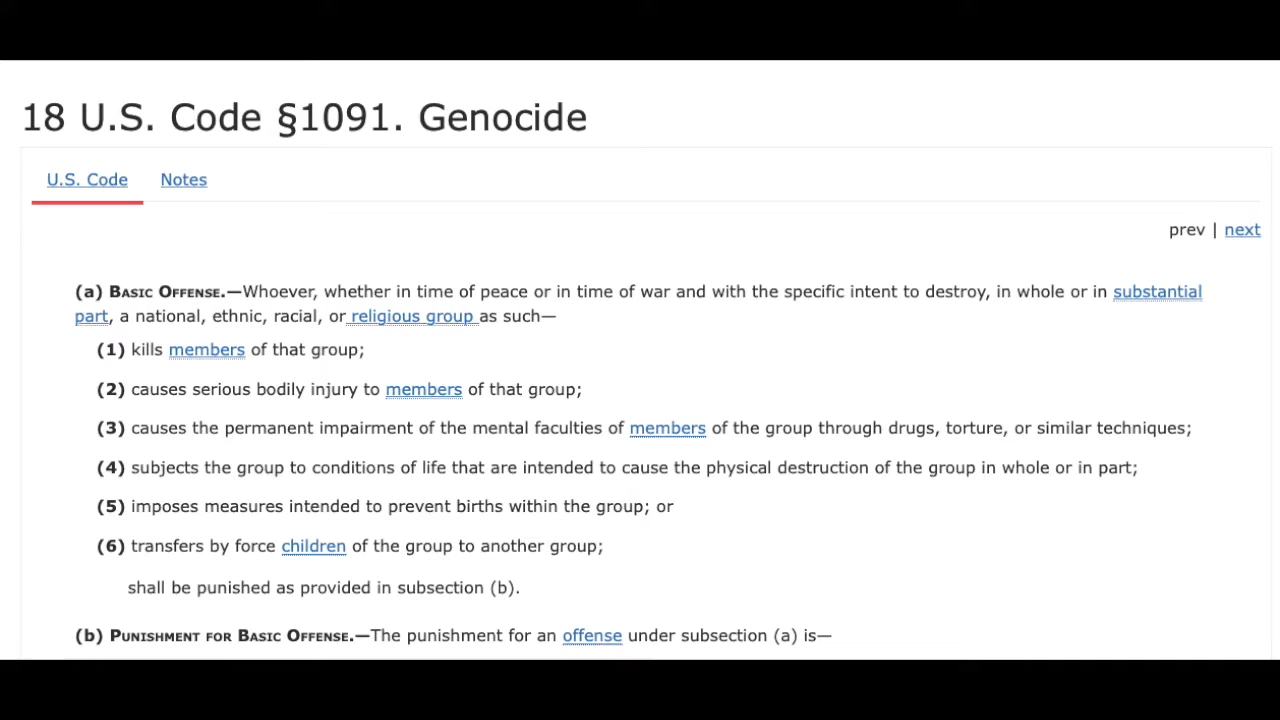 18 U.S. Code §1091. Genocide
U.S. Code Notes
prev | next
(a) BASIC OFFENSE.—Whoever, whether in time of peace or in time of war and with the specific intent to destroy, in whole or in substantial
part, a national, ethnic, racial, or religious group as such—
(1) kills members of that group;
(2) causes serious bodily injury to members of that group;
(3) causes the permanent impairment of the mental faculties of members of the group through drugs, torture, or similar techniques;
(4) subjects the group to conditions of life that are intended to cause the physical destruction of the group in whole or in part;
(5) imposes measures intended to prevent births within the group; or
(6) transfers by force children of the group to another group;
shall be punished as provided in subsection (b).
(b) PUNISHMENT FOR BASIC OFFENSE.—The punishment for an offense under subsection (a) is—